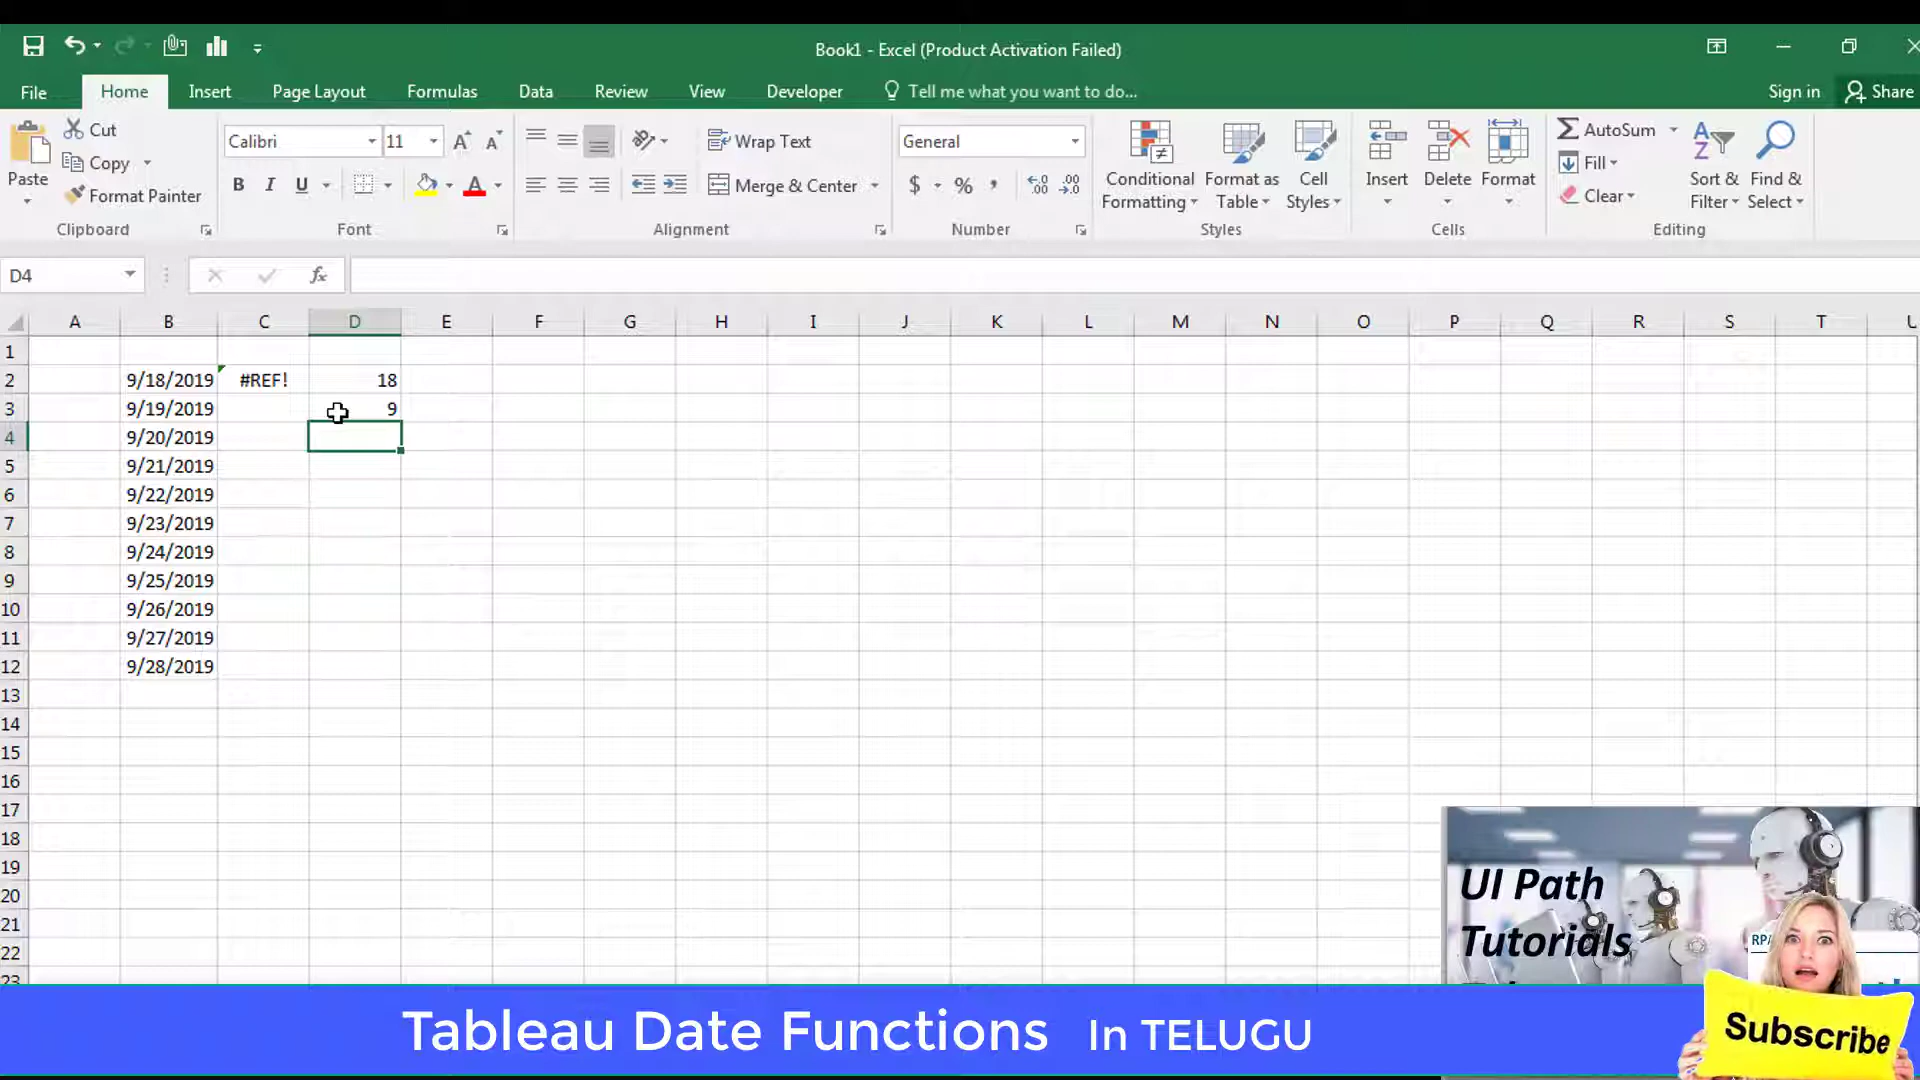 Book1 - Excel (Product Activation Failed)
File Home Insert Page Layout Formulas Data Review View Developer Tell me what you want to do... Sign in Share
Paste
Cut
Copy
Format Painter
Clipboard
Calibri 11
B I U A
Font
Wrap Text
Merge & Center
Alignment
General
$ % , .00
Number
Conditional Formatting
Format as Table
Cell Styles
Styles
Insert Delete Format
Cells
AutoSum
Fill
Clear
Sort & Filter
Find & Select
Editing
D4 fx
A B C D E F G H I J K L M N O P Q R S T U
1
2 9/18/2019 #REF! 18
3 9/19/2019 9
4 9/20/2019
5 9/21/2019
6 9/22/2019
7 9/23/2019
8 9/24/2019
9 9/25/2019
10 9/26/2019
11 9/27/2019
12 9/28/2019
13
14
15
16
17
18
19
20
21
22
23
UI Path
Tutorials
Tableau Date Functions In TELUGU
Subscribe